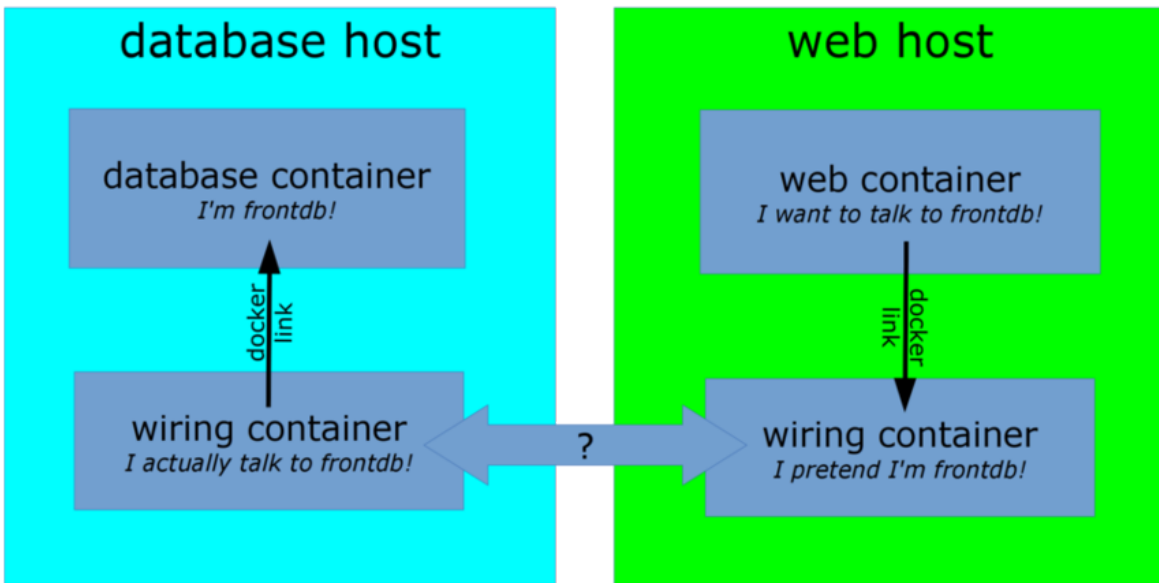 database host
database container
I'm frontdb!
docker
link
wiring container
I actually talk to frontdb!
?
web host
web container
I want to talk to frontdb!
docker
link
wiring container
I pretend I'm frontdb!